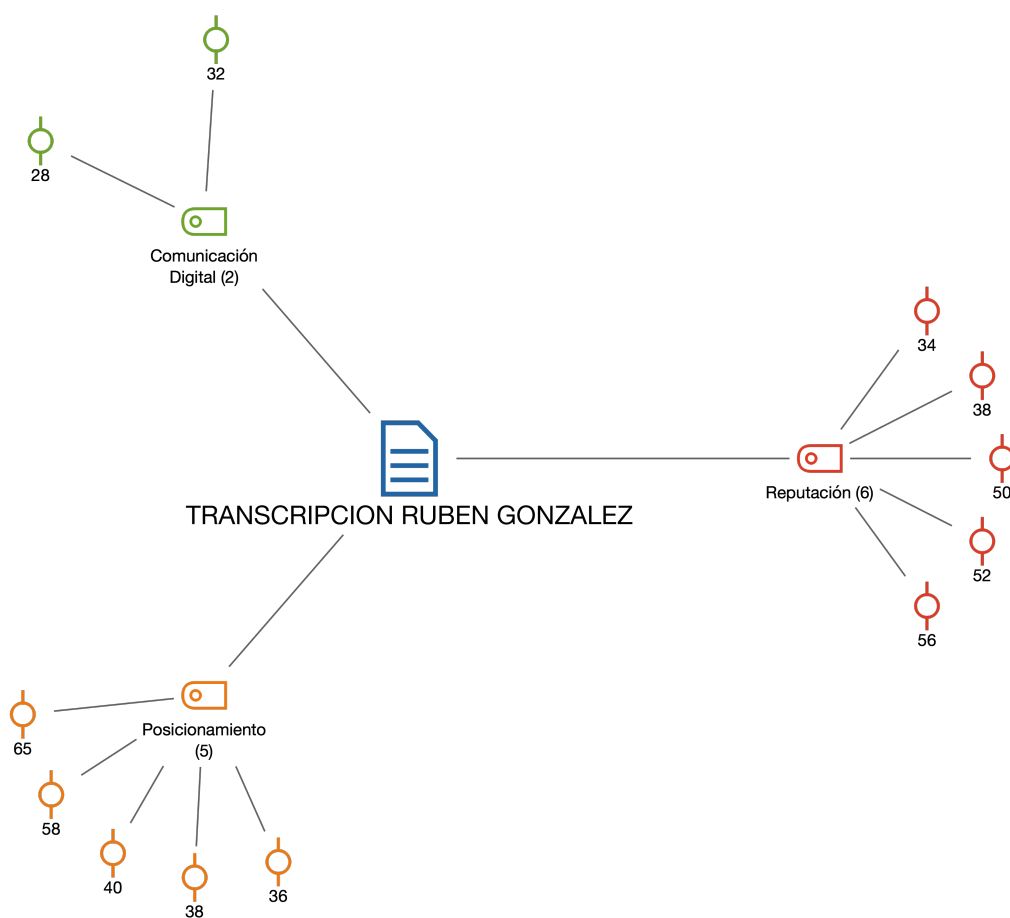 32
28
Comunicación
Digital (2)
34
38
Reputación (6)
50
TRANSCRIPCION RUBEN GONZALEZ
52
56
Posicionamiento
(5)
65
58
40
38
36